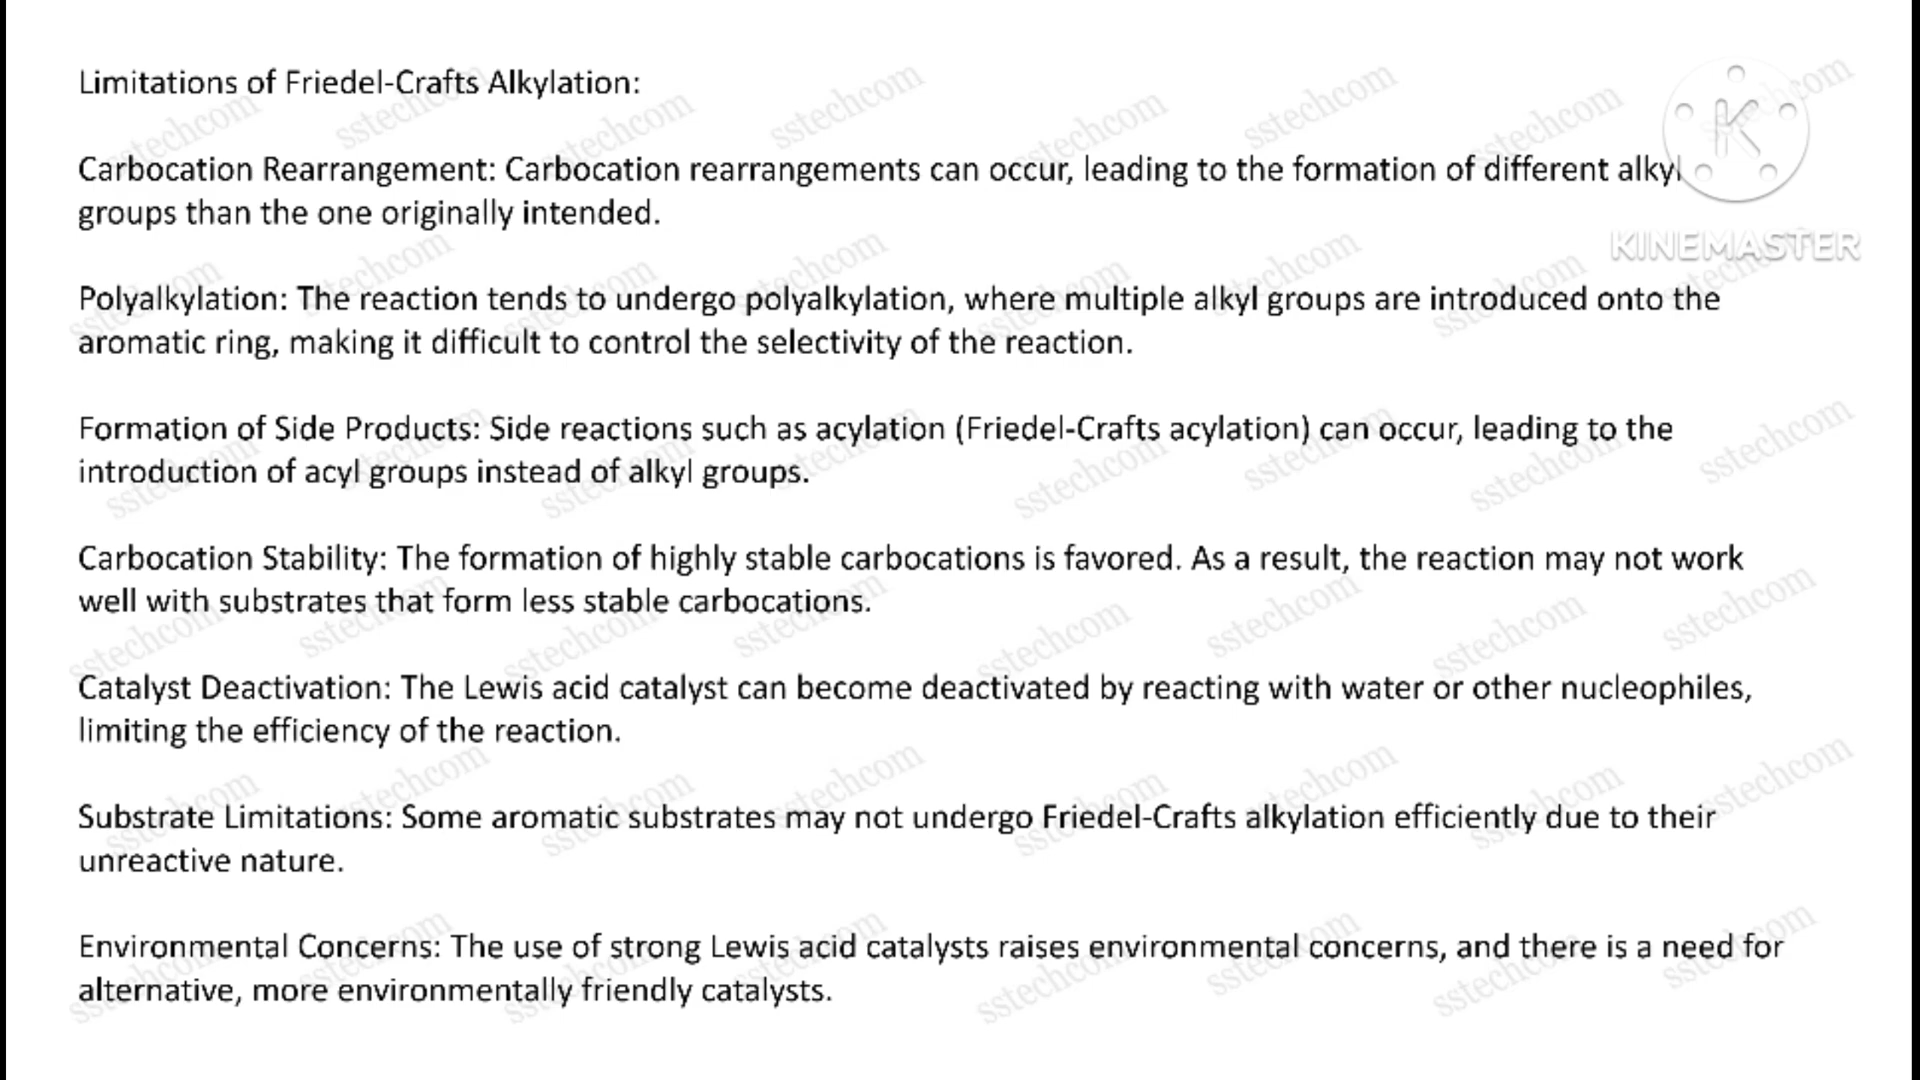 Limitations of Friedel-Crafts Alkylation:
Carbocation Rearrangement: Carbocation rearrangements can occur, leading to the formation of different alkyl
groups than the one originally intended.
K
KINEMASTER
Polyalkylation: The reaction tends to undergo polyalkylation, where multiple alkyl groups are introduced onto the
aromatic ring, making it difficult to control the selectivity of the reaction.
Formation of Side Products: Side reactions such as acylation (Friedel-Crafts acylation) can occur, leading to the
introduction of acyl groups instead of alkyl groups.
Carbocation Stability: The formation of highly stable carbocations is favored. As a result, the reaction may not work
well with substrates that form less stable carbocations.
Catalyst Deactivation: The Lewis acid catalyst can become deactivated by reacting with water or other nucleophiles,
limiting the efficiency of the reaction.
Substrate Limitations: Some aromatic substrates may not undergo Friedel-Crafts alkylation efficiently due to their
unreactive nature.
Environmental Concerns: The use of strong Lewis acid catalysts raises environmental concerns, and there is a need for
alternative, more environmentally friendly catalysts.
sstechcom